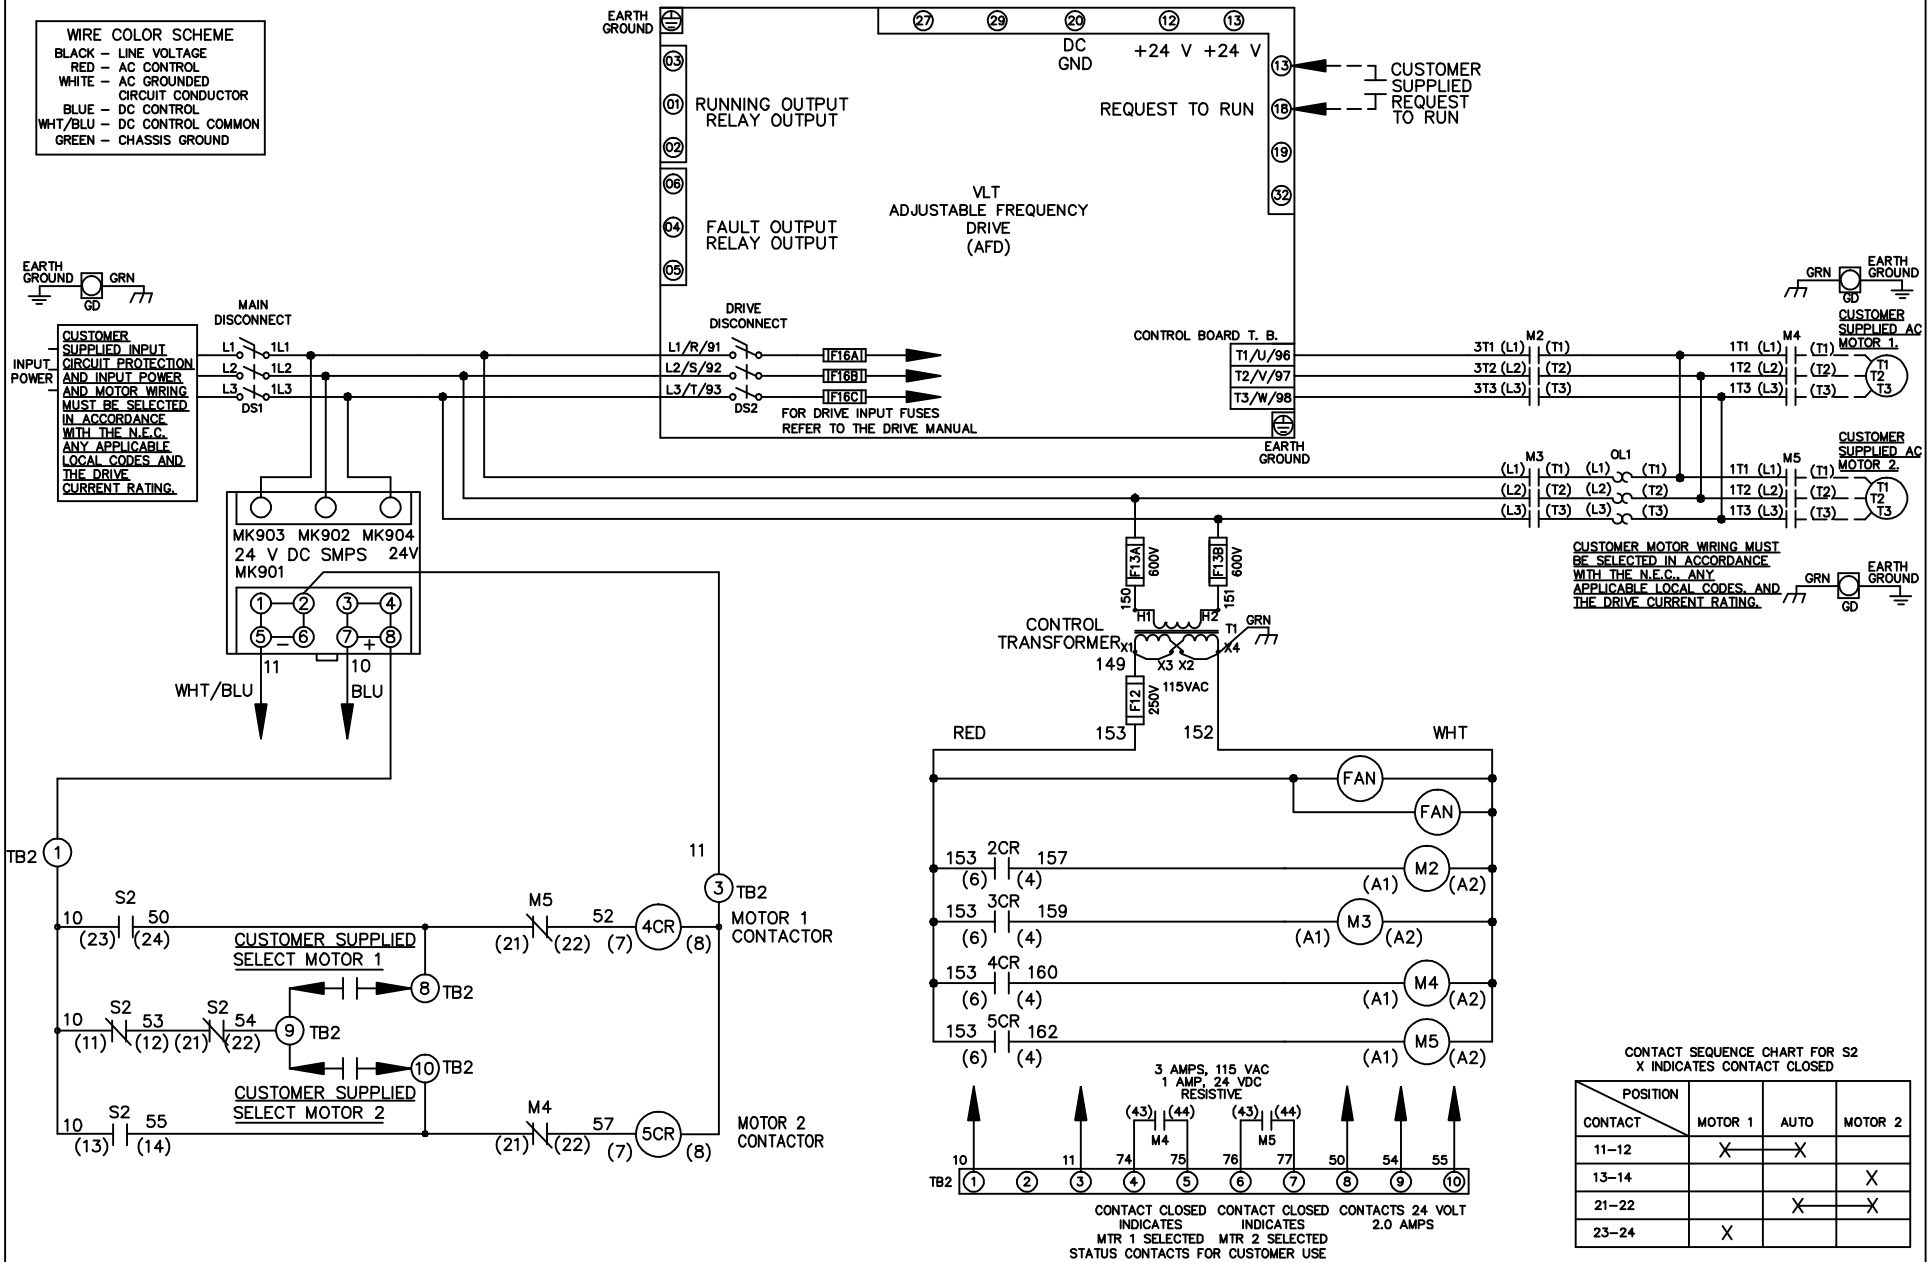 WIRE COLOR SCHEME
BLACK – LINE VOLTAGE
RED – AC CONTROL
WHITE – AC GROUNDED
CIRCUIT CONDUCTOR
BLUE – DC CONTROL
WHT/BLU – DC CONTROL COMMON
GREEN – CHASSIS GROUND
EARTH
GROUND
27 29 20 12 13
DC
GND
+24 V +24 V
03
01
02
RUNNING OUTPUT
RELAY OUTPUT
06
04
05
FAULT OUTPUT
RELAY OUTPUT
VLT
ADJUSTABLE FREQUENCY
DRIVE
(AFD)
REQUEST TO RUN
13
18
19
32
CUSTOMER
SUPPLIED
REQUEST
TO RUN
EARTH
GROUND
GRN
GD
INPUT
POWER
CUSTOMER
SUPPLIED INPUT
CIRCUIT PROTECTION
AND INPUT POWER
AND MOTOR WIRING
MUST BE SELECTED
IN ACCORDANCE
WITH THE N.E.C.
ANY APPLICABLE
LOCAL CODES AND
THE DRIVE
CURRENT RATING.
MAIN
DISCONNECT
L1 1L1
L2 1L2
L3 1L3
DS1
DRIVE
DISCONNECT
L1/R/91
L2/S/92
L3/T/93
DS2
F16A
F16B
F16C
FOR DRIVE INPUT FUSES
REFER TO THE DRIVE MANUAL
CONTROL BOARD T. B.
T1/U/96
T2/V/97
T3/W/98
EARTH
GROUND
M2
3T1 (L1) (T1)
3T2 (L2) (T2)
3T3 (L3) (T3)
M4
1T1 (L1) (T1)
1T2 (L2) (T2)
1T3 (L3) (T3)
GRN
GD
EARTH
GROUND
CUSTOMER
SUPPLIED AC
MOTOR 1.
T1
T2
T3
M3
(L1) (T1)
(L2) (T2)
(L3) (T3)
OL1
(L1) (T1)
(L2) (T2)
(L3) (T3)
M5
1T1 (L1) (T1)
1T2 (L2) (T2)
1T3 (L3) (T3)
CUSTOMER
SUPPLIED AC
MOTOR 2.
T1
T2
T3
CUSTOMER MOTOR WIRING MUST
BE SELECTED IN ACCORDANCE
WITH THE N.E.C., ANY
APPLICABLE LOCAL CODES, AND
THE DRIVE CURRENT RATING.
GRN
GD
EARTH
GROUND
MK903 MK902 MK904
24 V DC SMPS 24V
MK901
1 2 3 4
5 – 6 7 + 8
11 10
WHT/BLU BLU
F13A
600V
F13B
600V
150 151
H1 H2
CONTROL
TRANSFORMER
T1
GRN
X1 X3 X2 X4
149
115VAC
F12
250V
RED 153 152 WHT
FAN
FAN
153 2CR 157
(6) (4)
M2
(A1) (A2)
153 3CR 159
(6) (4)
M3
(A1) (A2)
153 4CR 160
(6) (4)
M4
(A1) (A2)
153 5CR 162
(6) (4)
M5
(A1) (A2)
TB2 1
11
3 TB2
10 S2 50
(23) (24)
M5
(21) (22)
52
(7) 4CR (8)
MOTOR 1
CONTACTOR
CUSTOMER SUPPLIED
SELECT MOTOR 1
8 TB2
10 S2 53 S2 54
(11) (12) (21) (22)
9 TB2
10 TB2
CUSTOMER SUPPLIED
SELECT MOTOR 2
10 S2 55
(13) (14)
M4
(21) (22)
57
(7) 5CR (8)
MOTOR 2
CONTACTOR
3 AMPS, 115 VAC
1 AMP, 24 VDC
RESISTIVE
(43) (44) (43) (44)
M4 M5
10 11 74 75 76 77 50 54 55
TB2 1 2 3 4 5 6 7 8 9 10
CONTACT CLOSED
INDICATES
MTR 1 SELECTED
CONTACT CLOSED
INDICATES
MTR 2 SELECTED
CONTACTS 24 VOLT
2.0 AMPS
STATUS CONTACTS FOR CUSTOMER USE
CONTACT SEQUENCE CHART FOR S2
X INDICATES CONTACT CLOSED
POSITION
CONTACT MOTOR 1 AUTO MOTOR 2
11–12 X X
13–14 X
21–22 X X
23–24 X